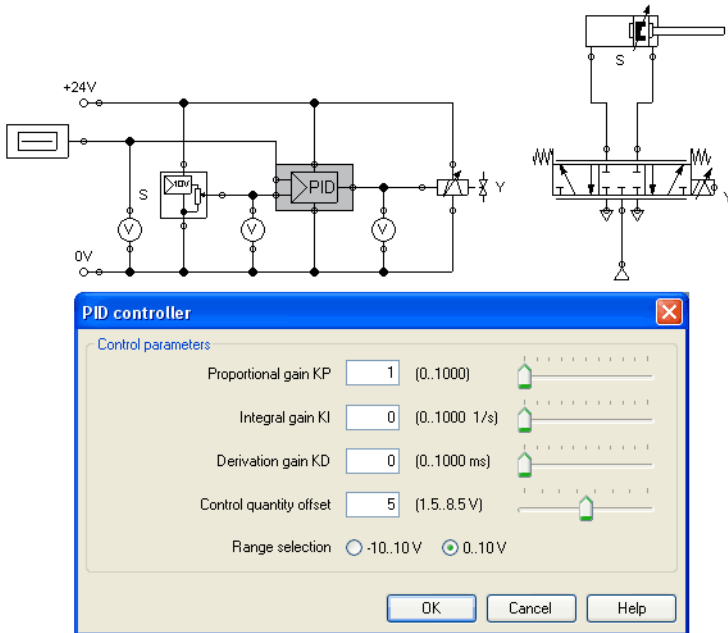 S
+24V
10V
S
PID
Y
Y
V
V
V
0V
PID controller
Control parameters
Proportional gain KP 1 (0..1000)
Integral gain KI 0 (0..1000 1/s)
Derivation gain KD 0 (0..1000 ms)
Control quantity offset 5 (1.5..8.5 V)
Range selection -10..10 V 0..10 V
OK Cancel Help